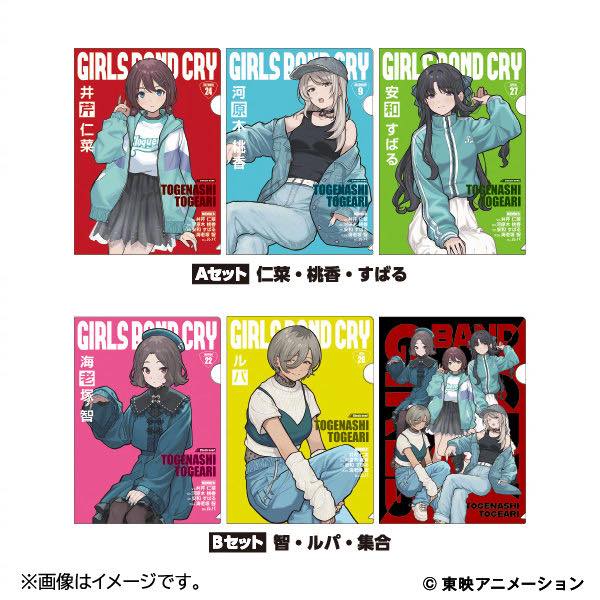 GIRLS BAND CRY
24
井芹 仁菜
TOGENASHI
TOGEARI
GIRLS BAND CRY
9
河原木 桃香
TOGENASHI
TOGEARI
GIRLS BAND CRY
27
安和 すばる
TOGENASHI
TOGEARI
Aセット 仁菜・桃香・すばる
GIRLS BAND CRY
22
海老塚 智
TOGENASHI
TOGEARI
GIRLS BAND CRY
28
ルパ
TOGENASHI
TOGEARI
BAND
TOGENASHI
TOGEARI
Bセット 智・ルパ・集合
※画像はイメージです。
© 東映アニメーション